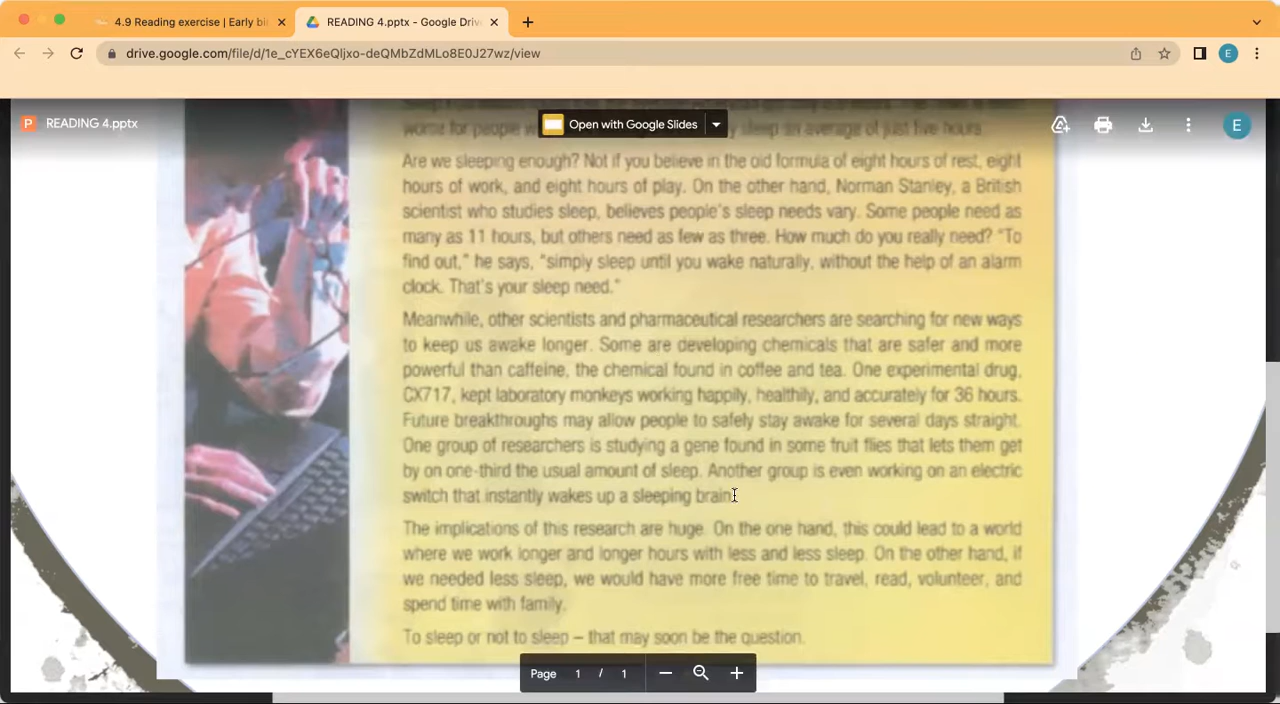 4.9 Reading exercise | Early bi
READING 4.pptx - Google Driv
drive.google.com/file/d/1e_cYEX6eQljxo-deQMbZdMLo8E0J27wz/view
E
P READING 4.pptx
Open with Google Slides
E
worse for people w y sleep an average of just five hours.
Are we sleeping enough? Not if you believe in the old formula of eight hours of rest, eight
hours of work, and eight hours of play. On the other hand, Norman Stanley, a British
scientist who studies sleep, believes people's sleep needs vary. Some people need as
many as 11 hours, but others need as few as three. How much do you really need? "To
find out," he says, "simply sleep until you wake naturally, without the help of an alarm
clock. That's your sleep need."
Meanwhile, other scientists and pharmaceutical researchers are searching for new ways
to keep us awake longer. Some are developing chemicals that are safer and more
powerful than caffeine, the chemical found in coffee and tea. One experimental drug,
CX717, kept laboratory monkeys working happily, healthily, and accurately for 36 hours.
Future breakthroughs may allow people to safely stay awake for several days straight.
One group of researchers is studying a gene found in some fruit flies that lets them get
by on one-third the usual amount of sleep. Another group is even working on an electric
switch that instantly wakes up a sleeping brain.
The implications of this research are huge. On the one hand, this could lead to a world
where we work longer and longer hours with less and less sleep. On the other hand, if
we needed less sleep, we would have more free time to travel, read, volunteer, and
spend time with family.
To sleep or not to sleep – that may soon be the question.
Page 1 / 1